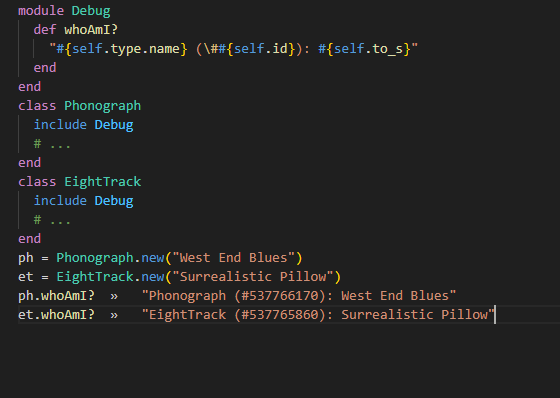 module Debug
  def whoAmI?
    "#{self.type.name} (\##{self.id}): #{self.to_s}"
  end
end
class Phonograph
  include Debug
  # ...
end
class EightTrack
  include Debug
  # ...
end
ph = Phonograph.new("West End Blues")
et = EightTrack.new("Surrealistic Pillow")
ph.whoAmI?  »   "Phonograph (#537766170): West End Blues"
et.whoAmI?  »   "EightTrack (#537765860): Surrealistic Pillow"